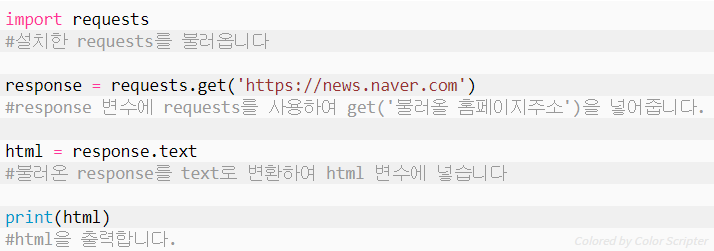 import requests
#설치한 requests를 불러옵니다
response = requests.get('https://news.naver.com')
#response 변수에 requests를 사용하여 get('불러올 홈페이지주소')을 넣어줍니다.
html = response.text
#불러온 response를 text로 변환하여 html 변수에 넣습니다
print(html)
#html을 출력합니다.
Colored by Color Scripter